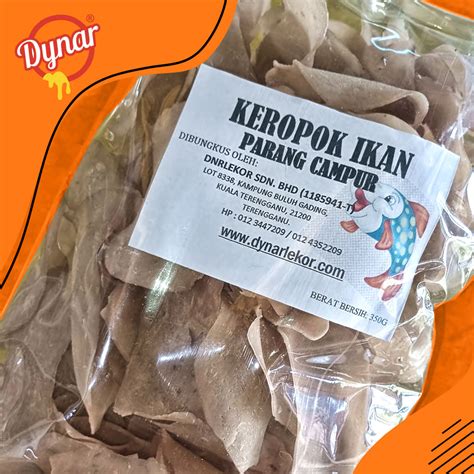 Dynar
KEROPOK IKAN
PARANG CAMPUR
DIBUNGKUS OLEH:
DNRLEKOR SDN. BHD (1185941-T)
LOT 8338, KAMPUNG BULUH GADING,
KUALA TERENGGANU, 21200
TERENGGANU.
HP : 012 3447209 / 012 4352209
www.dynarlekor.com
BERAT BERSIH: 350G